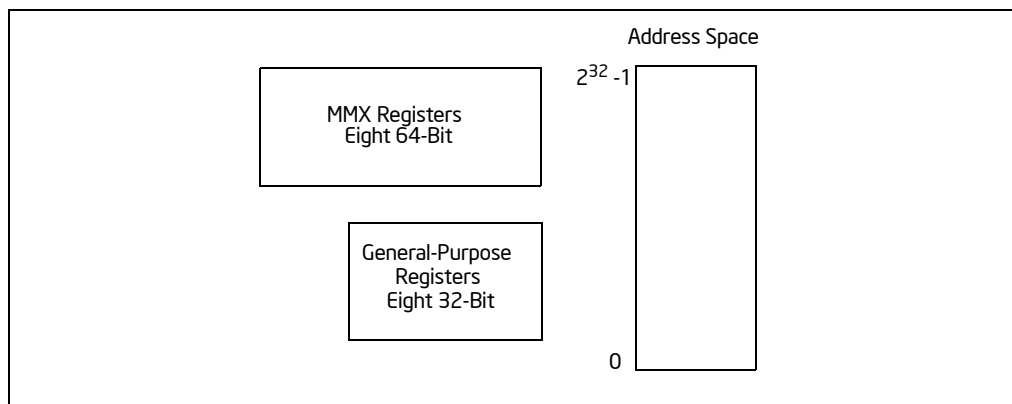 Address Space
2³² -1
MMX Registers
Eight 64-Bit
General-Purpose
Registers
Eight 32-Bit
0